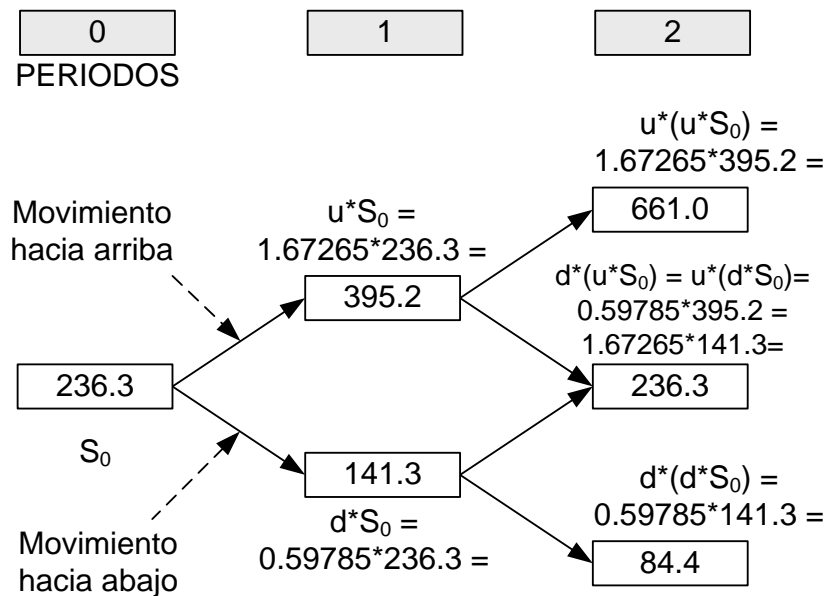 0
1
2
PERIODOS
u*(u*S₀) =
1.67265*395.2 =
661.0
Movimiento
hacia arriba
u*S₀ =
1.67265*236.3 =
395.2
d*(u*S₀) = u*(d*S₀)=
0.59785*395.2 =
1.67265*141.3=
236.3
236.3
S₀
141.3
d*S₀ =
0.59785*236.3 =
d*(d*S₀) =
0.59785*141.3 =
84.4
Movimiento
hacia abajo